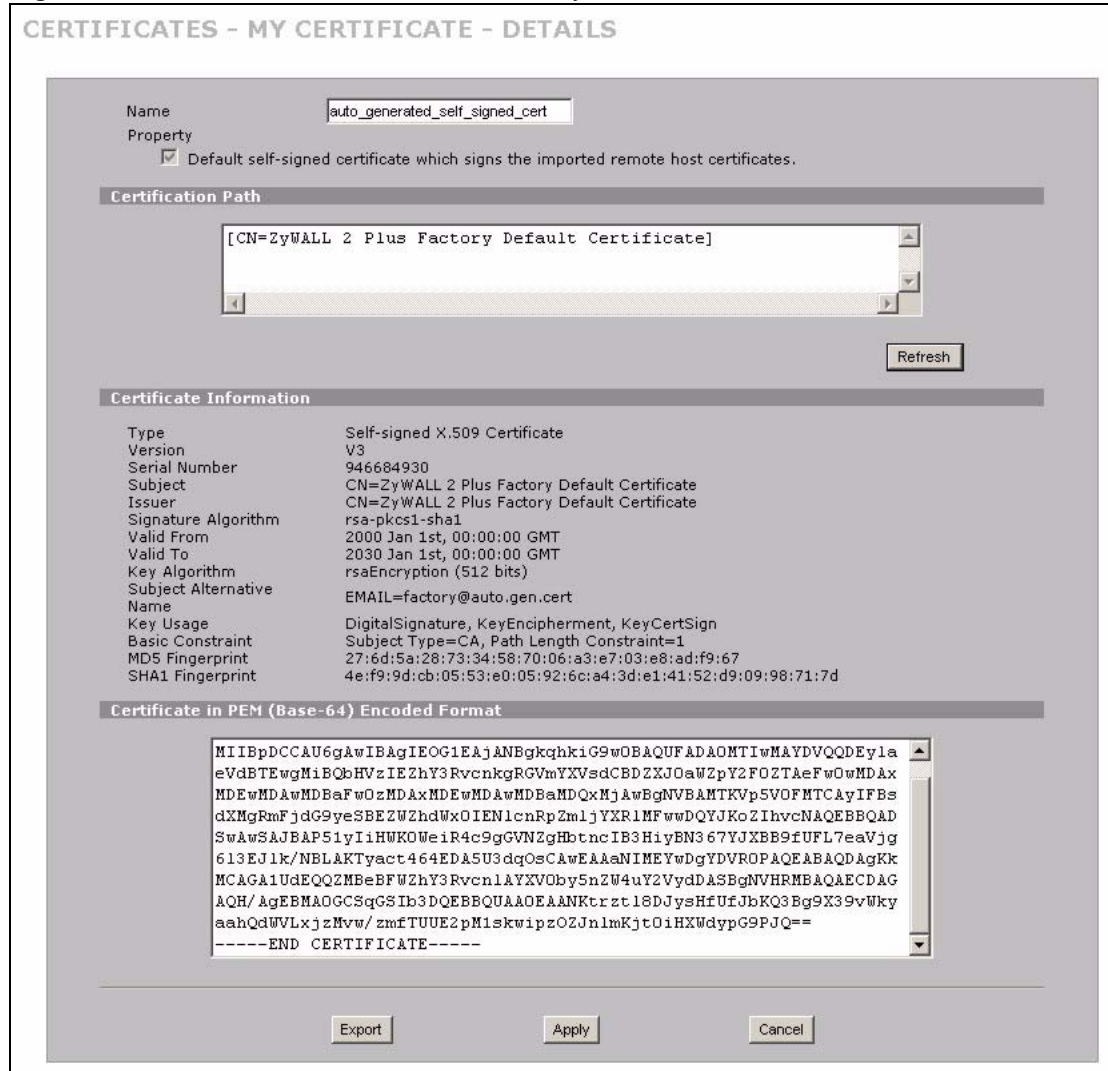 CERTIFICATES - MY CERTIFICATE - DETAILS
Name auto_generated_self_signed_cert
Property
Default self-signed certificate which signs the imported remote host certificates.
Certification Path
[CN=ZyWALL 2 Plus Factory Default Certificate]
Refresh
Certificate Information
Type Self-signed X.509 Certificate
Version V3
Serial Number 946684930
Subject CN=ZyWALL 2 Plus Factory Default Certificate
Issuer CN=ZyWALL 2 Plus Factory Default Certificate
Signature Algorithm rsa-pkcs1-sha1
Valid From 2000 Jan 1st, 00:00:00 GMT
Valid To 2030 Jan 1st, 00:00:00 GMT
Key Algorithm rsaEncryption (512 bits)
Subject Alternative Name EMAIL=factory@auto.gen.cert
Key Usage DigitalSignature, KeyEncipherment, KeyCertSign
Basic Constraint Subject Type=CA, Path Length Constraint=1
MD5 Fingerprint 27:6d:5a:28:73:34:58:70:06:a3:e7:03:e8:ad:f9:67
SHA1 Fingerprint 4e:f9:9d:cb:05:53:e0:05:92:6c:a4:3d:e1:41:52:d9:09:98:71:7d
Certificate in PEM (Base-64) Encoded Format
MIIBpDCCAU6gAwIBAgIEOG1EAjANBgkqhkiG9w0BAQUFADA0MTIwMAYDVQQDEyla
eVdBTEwgMiBQbHVzIEZhY3RvcnkgRGVmYXVsdCBDZXJ0aWZpY2F0ZTAeFw0wMDAx
MDEwMDAwMDBaFw0zMDAxMDEwMDAwMDBaMDQxMjAwBgNVBAMTKVp5V0FMTCAyIFBs
dXMgRmFjdG9yeSBEZWZhdWx0IENlcnRpZmljYXRlMFwwDQYJKoZIhvcNAQEBBQAD
SwAwSAJBAP51yIiHWK0WeiR4c9gGVNZgHbtncIB3HiyBN367YJXBB9fUFL7eaVjg
613EJ1k/NBLAKTyact464EDA5U3dqOsCAwEAAaNIMEYwDgYDVR0PAQEABAQDAgKk
MCAGA1UdEQQZMBeBFWZhY3RvcnlAYXV0by5nZW4uY2VydDASBgNVHRMBAQAECDAG
AQH/AgEBMA0GCSqGSIb3DQEBBQUAA0EAANKtrzt18DJysHfUfJbKQ3Bg9X39vWky
aahQdWVLxjzMvw/zmfTUUE2pM1skwipzOZJnlmKjtOiHXWdypG9PJQ==
-----END CERTIFICATE-----
Export Apply Cancel